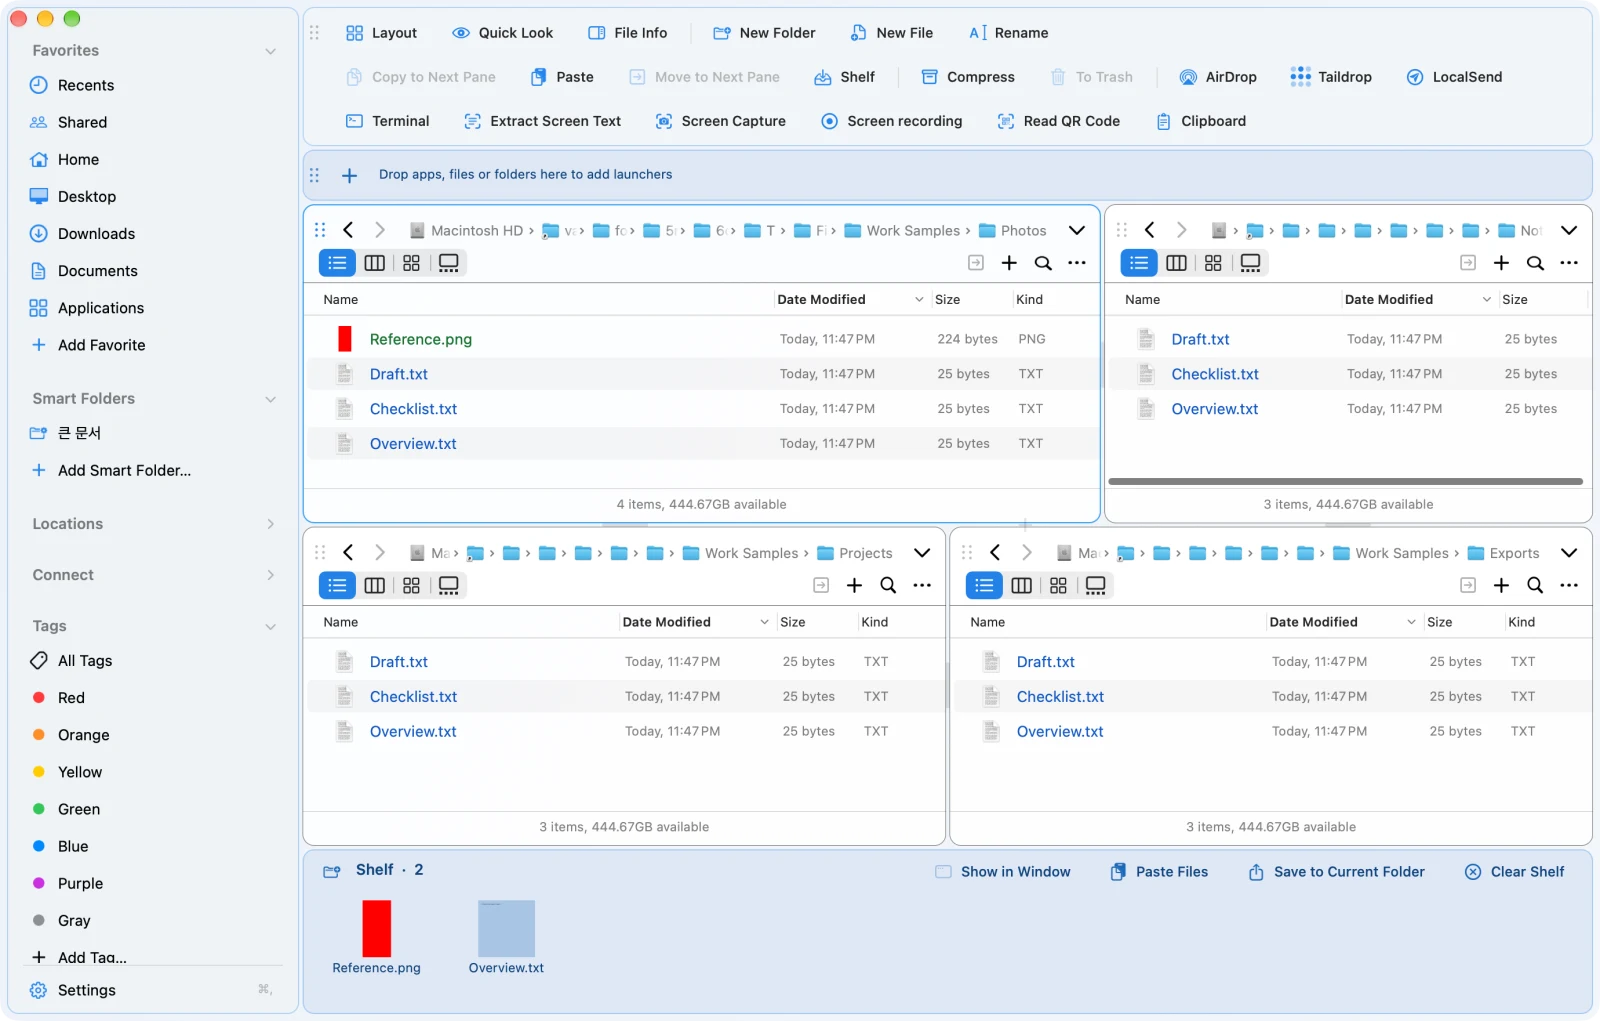 Favorites
Recents
Shared
Home
Desktop
Downloads
Documents
Applications
Add Favorite
Smart Folders
큰 문서
Add Smart Folder...
Locations
Connect
Tags
All Tags
Red
Orange
Yellow
Green
Blue
Purple
Gray
Add Tag...
Settings ⌘,
Layout Quick Look File Info New Folder New File Rename
Copy to Next Pane Paste Move to Next Pane Shelf Compress To Trash AirDrop Taildrop LocalSend
Terminal Extract Screen Text Screen Capture Screen recording Read QR Code Clipboard
Drop apps, files or folders here to add launchers
Macintosh HD Work Samples Photos
Name Date Modified Size Kind
Reference.png Today, 11:47 PM 224 bytes PNG
Draft.txt Today, 11:47 PM 25 bytes TXT
Checklist.txt Today, 11:47 PM 25 bytes TXT
Overview.txt Today, 11:47 PM 25 bytes TXT
4 items, 444.67GB available
Name Date Modified Size
Draft.txt Today, 11:47 PM 25 bytes
Checklist.txt Today, 11:47 PM 25 bytes
Overview.txt Today, 11:47 PM 25 bytes
3 items, 444.67GB available
Work Samples Projects
Name Date Modified Size Kind
Draft.txt Today, 11:47 PM 25 bytes TXT
Checklist.txt Today, 11:47 PM 25 bytes TXT
Overview.txt Today, 11:47 PM 25 bytes TXT
3 items, 444.67GB available
Work Samples Exports
Name Date Modified Size Kind
Draft.txt Today, 11:47 PM 25 bytes TXT
Checklist.txt Today, 11:47 PM 25 bytes TXT
Overview.txt Today, 11:47 PM 25 bytes TXT
3 items, 444.67GB available
Shelf · 2 Show in Window Paste Files Save to Current Folder Clear Shelf
Reference.png Overview.txt